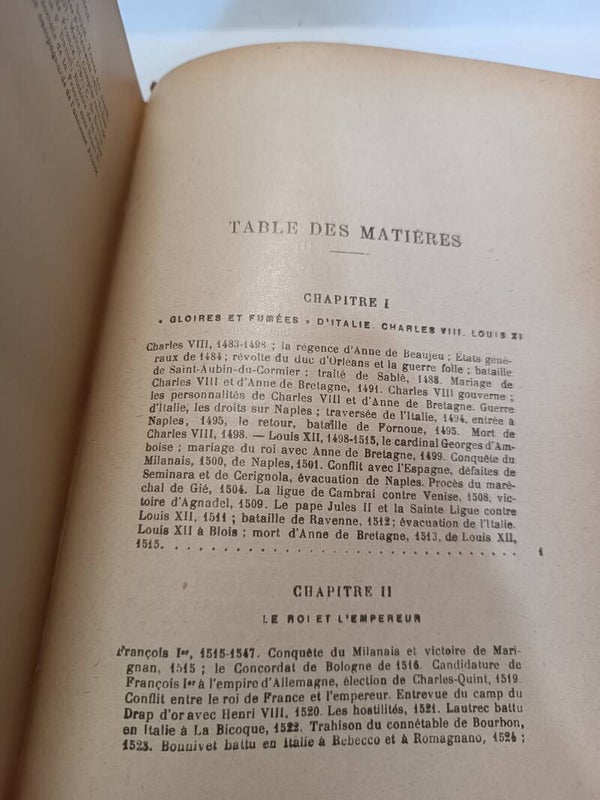 TABLE DES MATIÈRES
CHAPITRE I
« GLOIRES ET FUMÉES » D'ITALIE. CHARLES VIII. LOUIS XI
Charles VIII, 1483-1498 ; la régence d'Anne de Beaujeu ; États géné-
raux de 1484 ; révolte du duc d'Orléans et la guerre folle ; bataille
de Saint-Aubin-du-Cormier ; traité de Sablé, 1488. Mariage de
Charles VIII et d'Anne de Bretagne, 1491. Charles VIII gouverne ;
les personnalités de Charles VIII et d'Anne de Bretagne. Guerre
d'Italie, les droits sur Naples ; traversée de l'Italie, 1494, entrée à
Naples, 1495, le retour, bataille de Fornoue, 1495. Mort de
Charles VIII, 1498. — Louis XII, 1498-1515, le cardinal Georges d'Am-
boise ; mariage du roi avec Anne de Bretagne, 1499. Conquête du
Milanais, 1500, de Naples, 1501. Conflit avec l'Espagne, défaites de
Seminara et de Cerignola, évacuation de Naples. Procès du maré-
chal de Gié, 1504. La ligue de Cambrai contre Venise, 1508, vic-
toire d'Agnadel, 1509. Le pape Jules II et la Sainte Ligue contre
Louis XII, 1511 ; bataille de Ravenne, 1512 ; évacuation de l'Italie.
Louis XII à Blois ; mort d'Anne de Bretagne, 1513, de Louis XII,
1515. . . . . . . . . . . . . . . . . . . . . . . . . . . . 1
CHAPITRE II
LE ROI ET L'EMPEREUR
François Ier, 1515-1547. Conquête du Milanais et victoire de Mari-
gnan, 1515 ; le Concordat de Bologne de 1516. Candidature de
François Ier à l'empire d'Allemagne, élection de Charles-Quint, 1519.
Conflit entre le roi de France et l'empereur. Entrevue du camp du
Drap d'or avec Henri VIII, 1520. Les hostilités, 1521. Lautrec battu
en Italie à La Bicoque, 1522. Trahison du connétable de Bourbon,
1523. Bonnivet battu en Italie à Rebecco et à Romagnano, 1524 ;